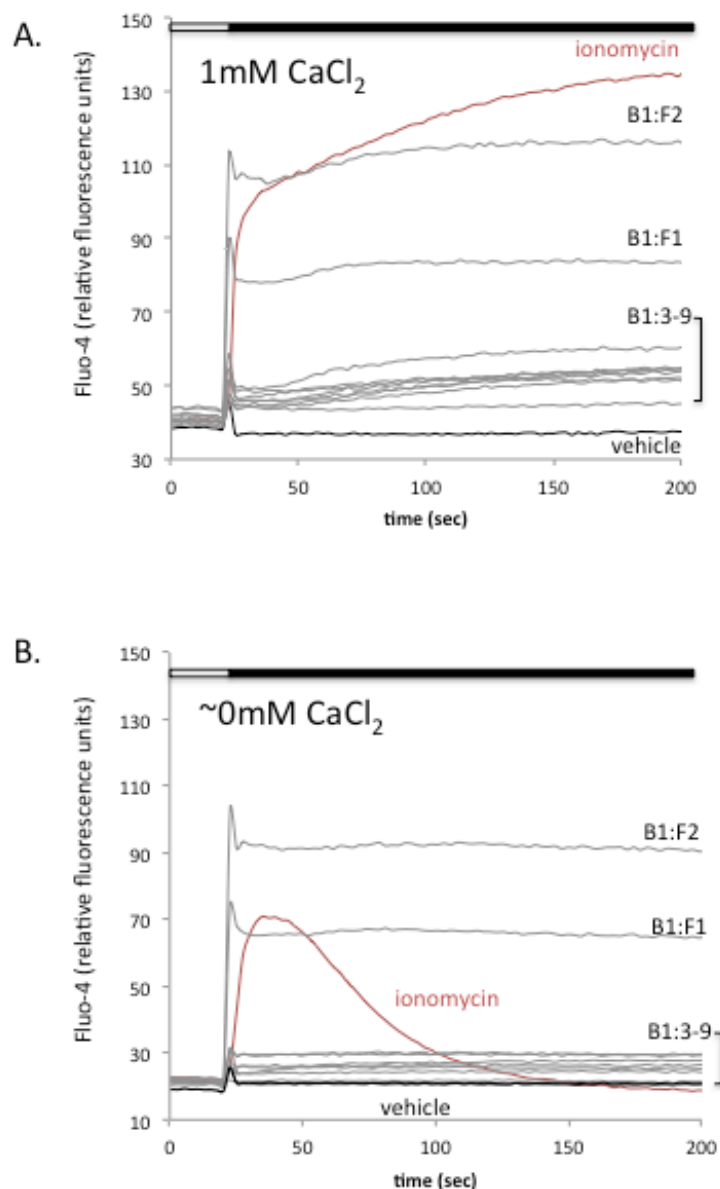 A.
150
130
110
90
70
50
30
Fluo-4 (relative fluorescence units)
1mM CaCl₂
ionomycin
B1:F2
B1:F1
B1:3-9
vehicle
0 50 100 150 200
time (sec)
B.
150
130
110
90
70
50
30
10
Fluo-4 (relative fluorescence units)
~0mM CaCl₂
B1:F2
B1:F1
ionomycin
B1:3-9
vehicle
0 50 100 150 200
time (sec)